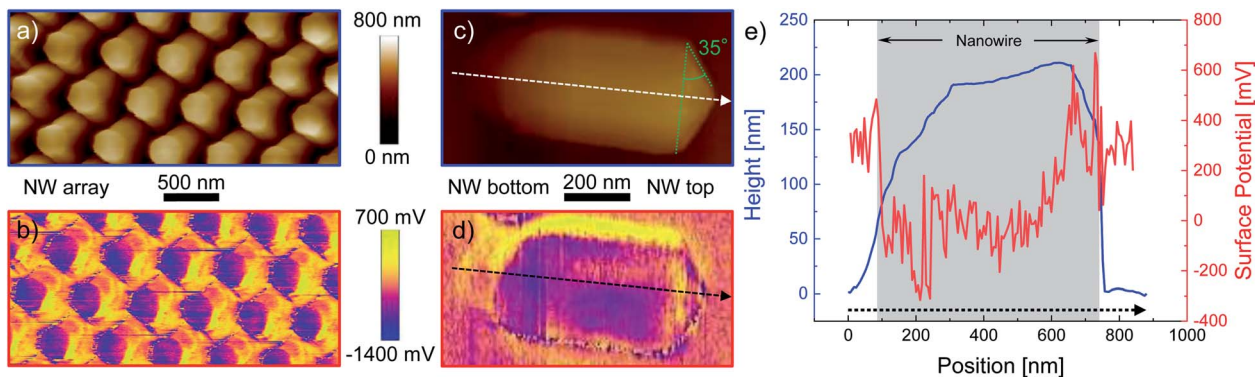 a)
800 nm
0 nm
NW array
500 nm
b)
700 mV
-1400 mV
c)
35°
NW bottom
200 nm
NW top
d)
e)
Nanowire
Height [nm]
250
200
150
100
50
0
Surface Potential [mV]
800
600
400
200
0
-200
-400
0 200 400 600 800 1000
Position [nm]